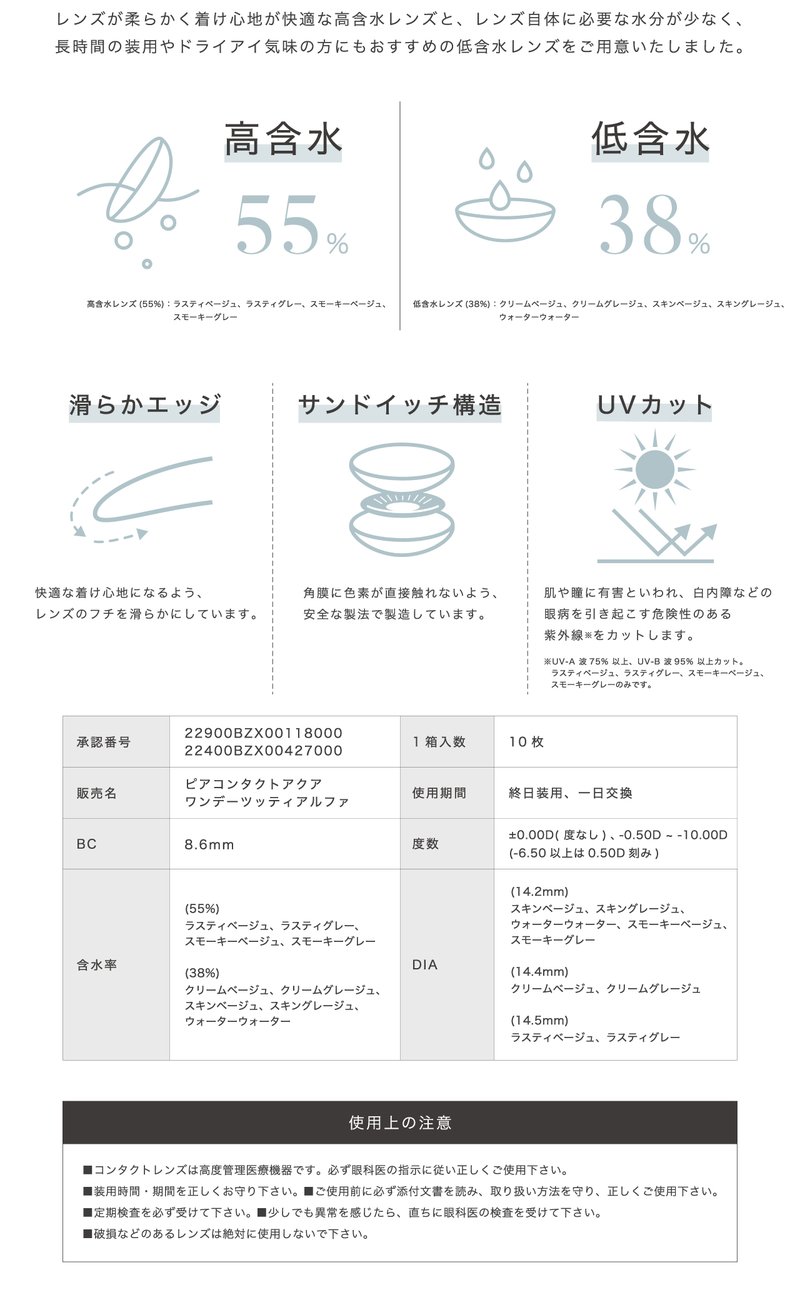 レンズが柔らかく着け心地が快適な高含水レンズと、レンズ自体に必要な水分が少なく、
長時間の装用やドライアイ気味の方にもおすすめの低含水レンズをご用意いたしました。
高含水
55%
高含水レンズ(55%)：ラスティベージュ、ラスティグレー、スモーキーベージュ、
スモーキーグレー
低含水
38%
低含水レンズ(38%)：クリームベージュ、クリームグレージュ、スキンベージュ、スキングレージュ、
ウォーターウォーター
滑らかエッジ
快適な着け心地になるよう、
レンズのフチを滑らかにしています。
サンドイッチ構造
角膜に色素が直接触れないよう、
安全な製法で製造しています。
UVカット
肌や瞳に有害といわれ、白内障などの
眼病を引き起こす危険性のある
紫外線※をカットします。
※UV-A 波75% 以上、UV-B 波95% 以上カット。
ラスティベージュ、ラスティグレー、スモーキーベージュ、
スモーキーグレーのみです。
承認番号
22900BZX00118000
22400BZX00427000
1箱入数
10枚
販売名
ピアコンタクトアクア
ワンデーツッティアルファ
使用期間
終日装用、一日交換
BC
8.6mm
度数
±0.00D(度なし)、-0.50D ~ -10.00D
(-6.50以上は0.50D刻み)
含水率
(55%)
ラスティベージュ、ラスティグレー、
スモーキーベージュ、スモーキーグレー
(38%)
クリームベージュ、クリームグレージュ、
スキンベージュ、スキングレージュ、
ウォーターウォーター
DIA
(14.2mm)
スキンベージュ、スキングレージュ、
ウォーターウォーター、スモーキーベージュ、
スモーキーグレー
(14.4mm)
クリームベージュ、クリームグレージュ
(14.5mm)
ラスティベージュ、ラスティグレー
使用上の注意
■コンタクトレンズは高度管理医療機器です。必ず眼科医の指示に従い正しくご使用下さい。
■装用時間・期間を正しくお守り下さい。■ご使用前に必ず添付文書を読み、取り扱い方法を守り、正しくご使用下さい。
■定期検査を必ず受けて下さい。■少しでも異常を感じたら、直ちに眼科医の検査を受けて下さい。
■破損などのあるレンズは絶対に使用しないで下さい。